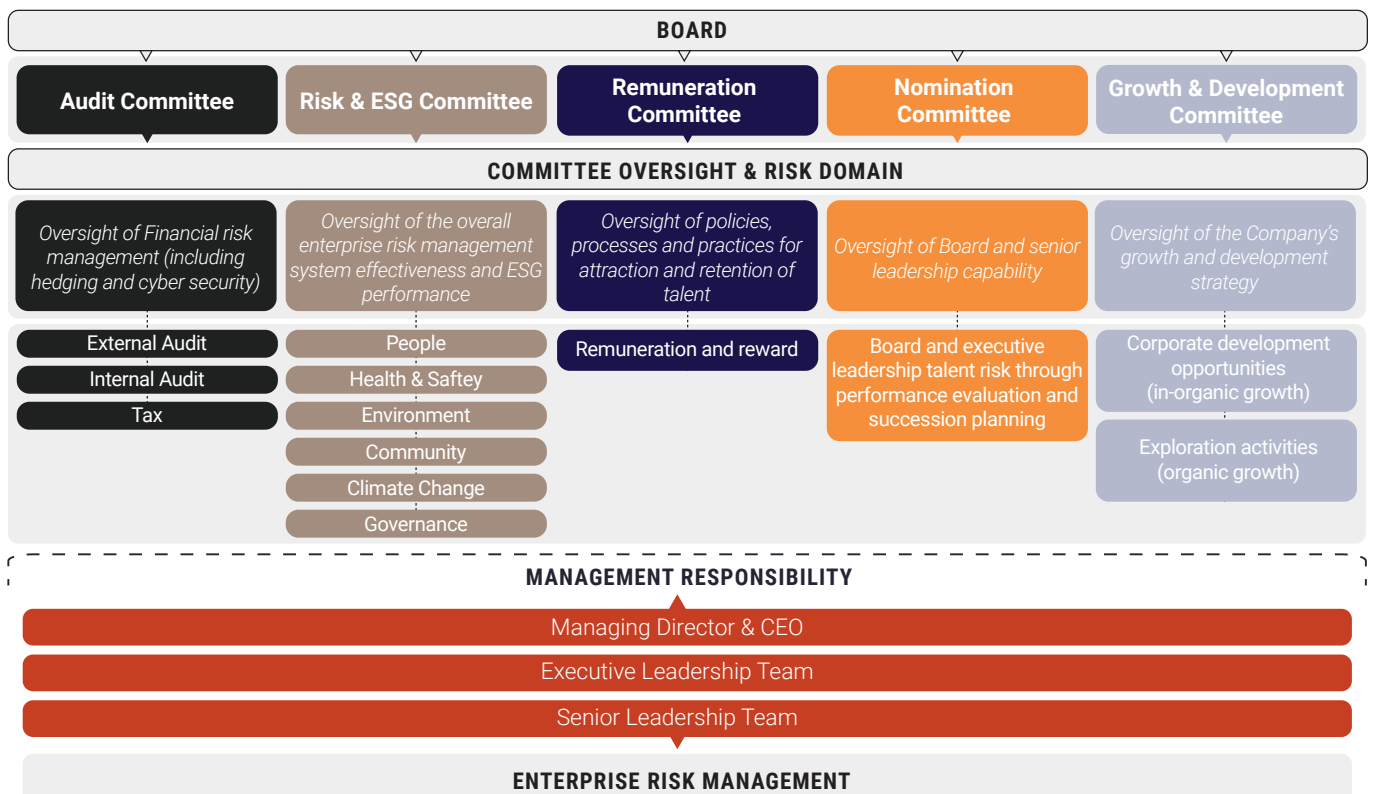 BOARD
Audit Committee
Risk & ESG Committee
Remuneration
Committee
Nomination
Committee
Growth & Development
Committee
COMMITTEE OVERSIGHT & RISK DOMAIN
Oversight of Financial risk
management (including
hedging and cyber security)
Oversight of the overall
enterprise risk management
system effectiveness and ESG
performance
Oversight of policies,
processes and practices for
attraction and retention of
talent
Oversight of Board and senior
leadership capability
Oversight of the Company's
growth and development
strategy
External Audit
Internal Audit
Tax
People
Health & Saftey
Environment
Community
Climate Change
Governance
Remuneration and reward
Board and executive
leadership talent risk through
performance evaluation and
succession planning
Corporate development
opportunities
(in-organic growth)
Exploration activities
(organic growth)
MANAGEMENT RESPONSIBILITY
Managing Director & CEO
Executive Leadership Team
Senior Leadership Team
ENTERPRISE RISK MANAGEMENT